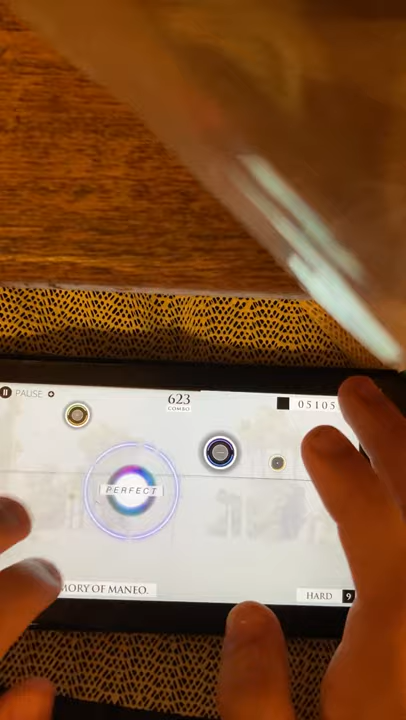 PAUSE
623
COMBO
05105
PERFECT
MORY OF MANEO.
HARD 9